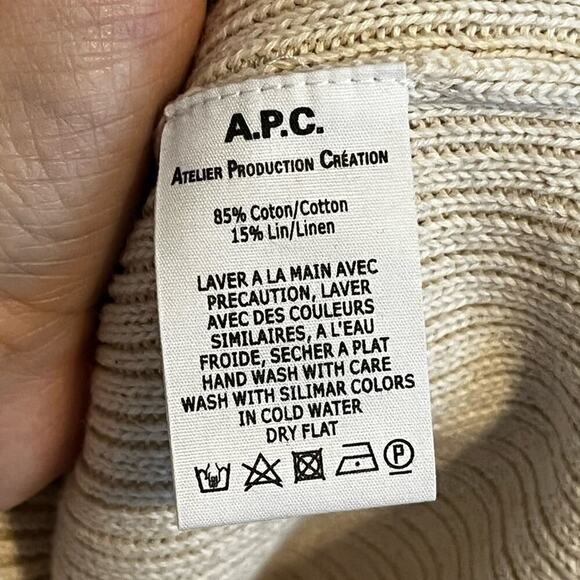 A.P.C.
ATELIER PRODUCTION CRÉATION
85% Coton/Cotton
15% Lin/Linen
LAVER A LA MAIN AVEC
PRECAUTION, LAVER
AVEC DES COULEURS
SIMILAIRES, A L'EAU
FROIDE, SECHER A PLAT
HAND WASH WITH CARE
WASH WITH SILIMAR COLORS
IN COLD WATER
DRY FLAT
P